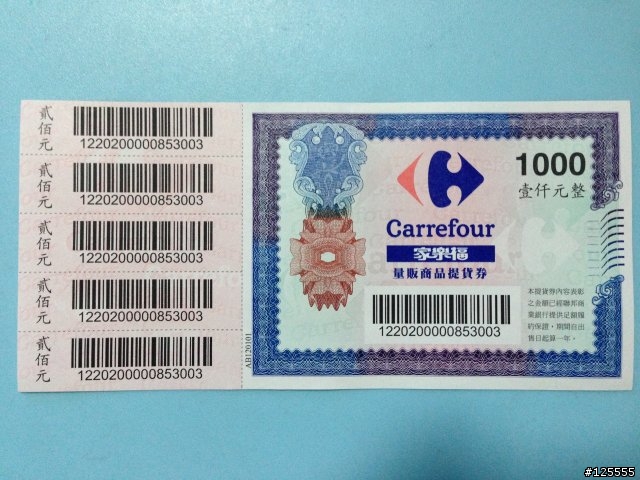 貳佰元
1220200000853003
貳佰元
1220200000853003
貳佰元
1220200000853003
貳佰元
1220200000853003
貳佰元
1220200000853003
AB120101
1000
壹仟元整
Carrefour
家樂福
量販商品提貨券
1220200000853003
本提貨券內容表彰
之金額已經聯邦商
業銀行提供足額履
約保證，期間自出
售日起算一年。
#125555